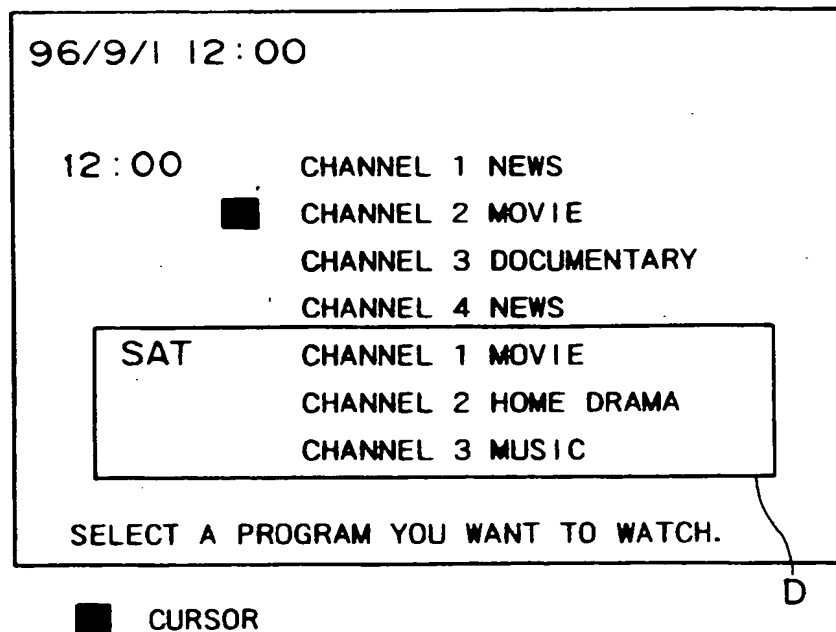 96/9/1 12:00
12:00 CHANNEL 1 NEWS
CHANNEL 2 MOVIE
CHANNEL 3 DOCUMENTARY
CHANNEL 4 NEWS
SAT CHANNEL 1 MOVIE
CHANNEL 2 HOME DRAMA
CHANNEL 3 MUSIC
SELECT A PROGRAM YOU WANT TO WATCH.
D
CURSOR